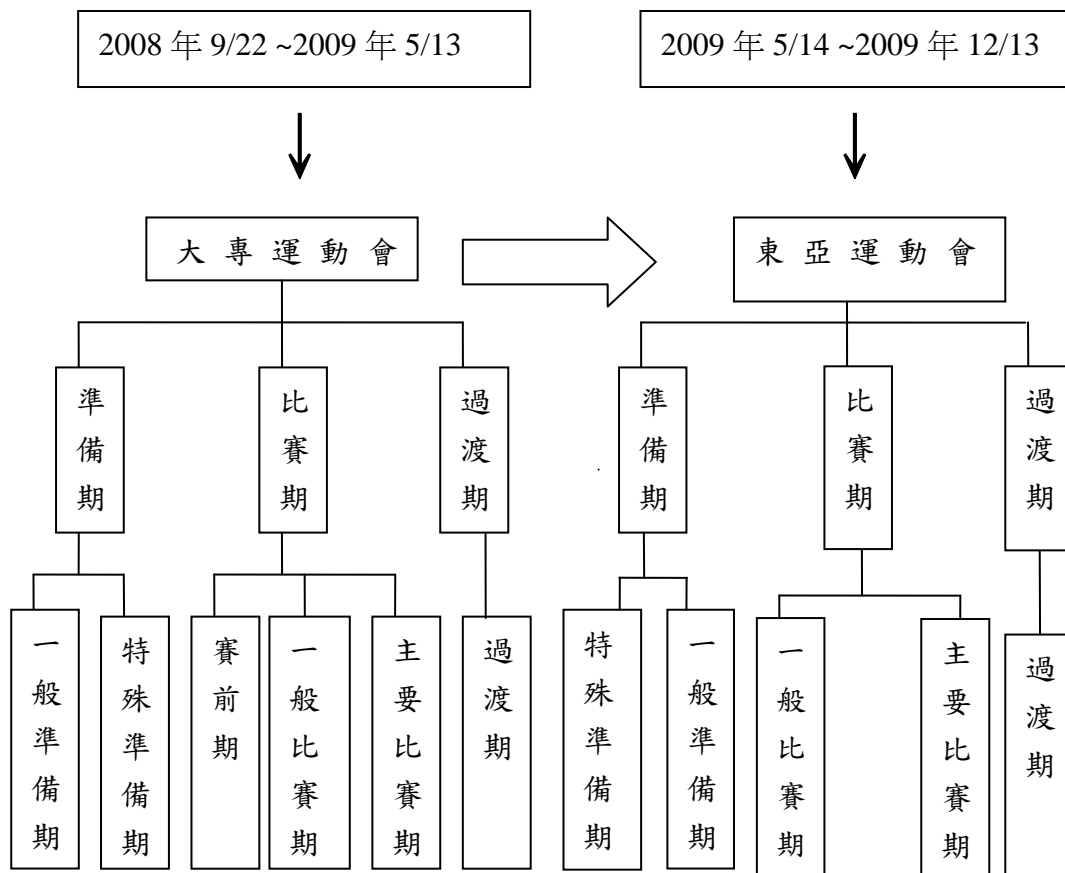 2008 年 9/22 ~2009 年 5/13
2009 年 5/14 ~2009 年 12/13
大專運動會
東亞運動會
準備期
比賽期
過渡期
準備期
比賽期
過渡期
一般準備期
特殊準備期
賽前期
一般比賽期
主要比賽期
過渡期
特殊準備期
一般準備期
一般比賽期
主要比賽期
過渡期